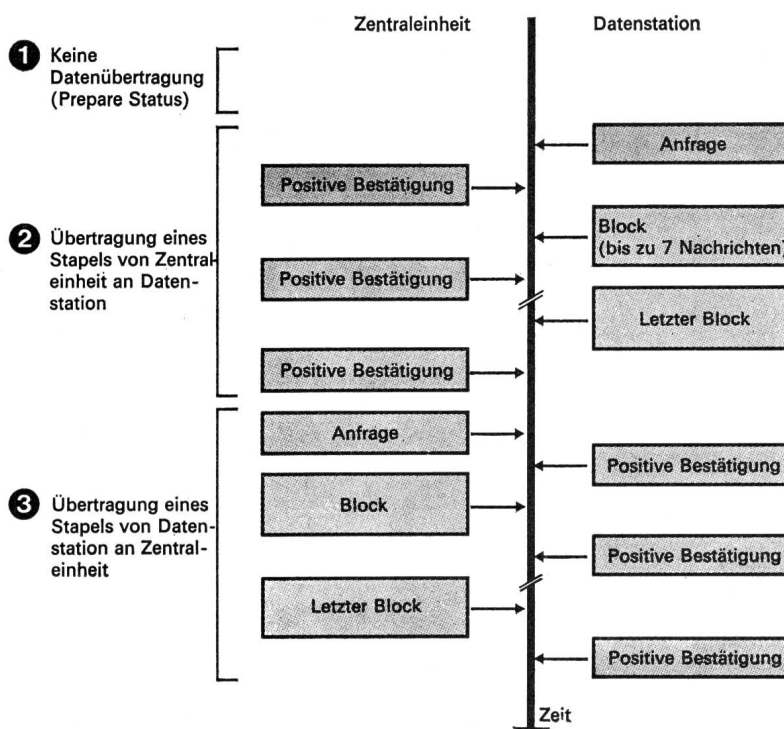 Zentraleinheit
Datenstation
1 Keine
Datenübertragung
(Prepare Status)
Anfrage
Positive Bestätigung
2 Übertragung eines
Stapels von Zentral-
einheit an Daten-
station
Block
(bis zu 7 Nachrichten)
Positive Bestätigung
Letzter Block
Positive Bestätigung
Anfrage
Positive Bestätigung
3 Übertragung eines
Stapels von Daten-
station an Zentral-
einheit
Block
Positive Bestätigung
Letzter Block
Positive Bestätigung
Zeit